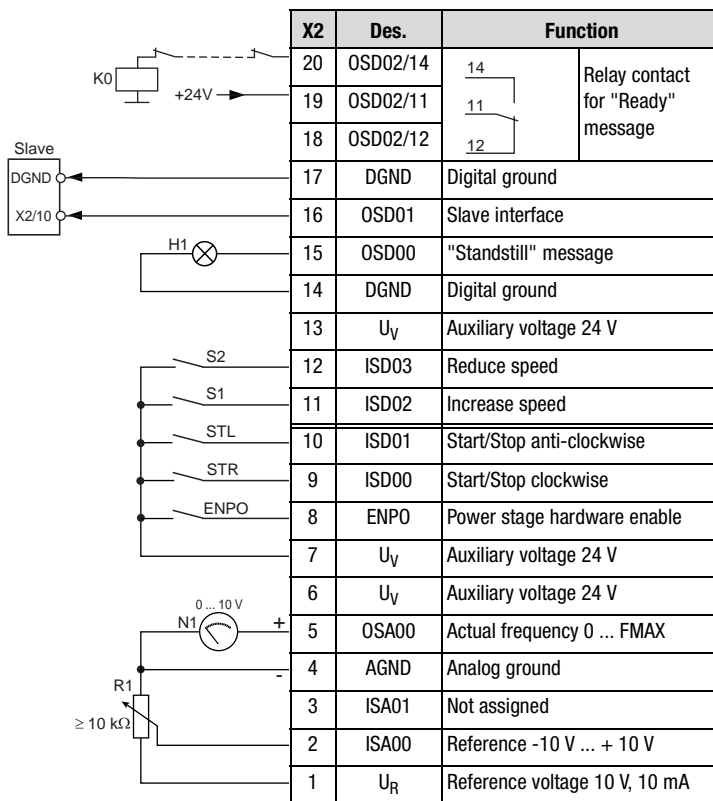 X2 Des. Function
20 OSD02/14 14 Relay contact
K0
+24V 19 OSD02/11 11 for "Ready"
18 OSD02/12 12 message
Slave
DGND 17 DGND Digital ground
X2/10 16 OSD01 Slave interface
H1 15 OSD00 "Standstill" message
14 DGND Digital ground
13 UV Auxiliary voltage 24 V
S2 12 ISD03 Reduce speed
S1 11 ISD02 Increase speed
STL 10 ISD01 Start/Stop anti-clockwise
STR 9 ISD00 Start/Stop clockwise
ENPO 8 ENPO Power stage hardware enable
7 UV Auxiliary voltage 24 V
6 UV Auxiliary voltage 24 V
0 ... 10 V
N1 + 5 OSA00 Actual frequency 0 ... FMAX
- 4 AGND Analog ground
R1
3 ISA01 Not assigned
≥ 10 kΩ
2 ISA00 Reference -10 V ... + 10 V
1 UR Reference voltage 10 V, 10 mA